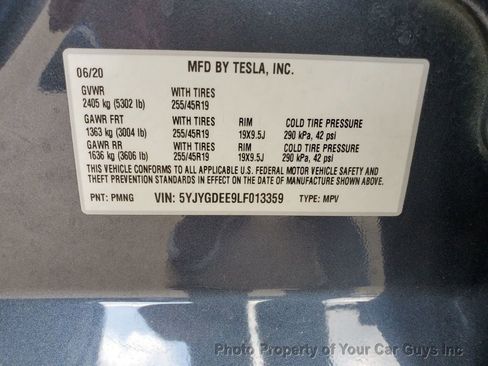 06/20 MFD BY TESLA, INC.
GVWR WITH TIRES
2405 kg (5302 lb) 255/45R19
GAWR FRT WITH TIRES RIM COLD TIRE PRESSURE
1363 kg (3004 lb) 255/45R19 19X9.5J 290 kPa, 42 psi
GAWR RR WITH TIRES RIM COLD TIRE PRESSURE
1636 kg (3606 lb) 255/45R19 19X9.5J 290 kPa, 42 psi
THIS VEHICLE CONFORMS TO ALL APPLICABLE U.S. FEDERAL MOTOR VEHICLE SAFETY AND
THEFT PREVENTION STANDARDS IN EFFECT ON THE DATE OF MANUFACTURE SHOWN ABOVE.
PNT: PMNG VIN: 5YJYGDEE9LF013359 TYPE: MPV
Photo Property of Your Car Guys Inc